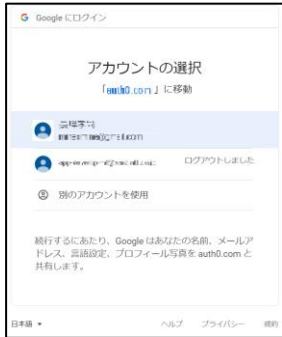 Google にログイン
アカウントの選択
「auth0.com」に移動
ログアウトしました
別のアカウントを使用
続行するにあたり、Google はあなたの名前、メールア
ドレス、言語設定、プロフィール写真を auth0.com と
共有します。
日本語 ヘルプ プライバシー 規約